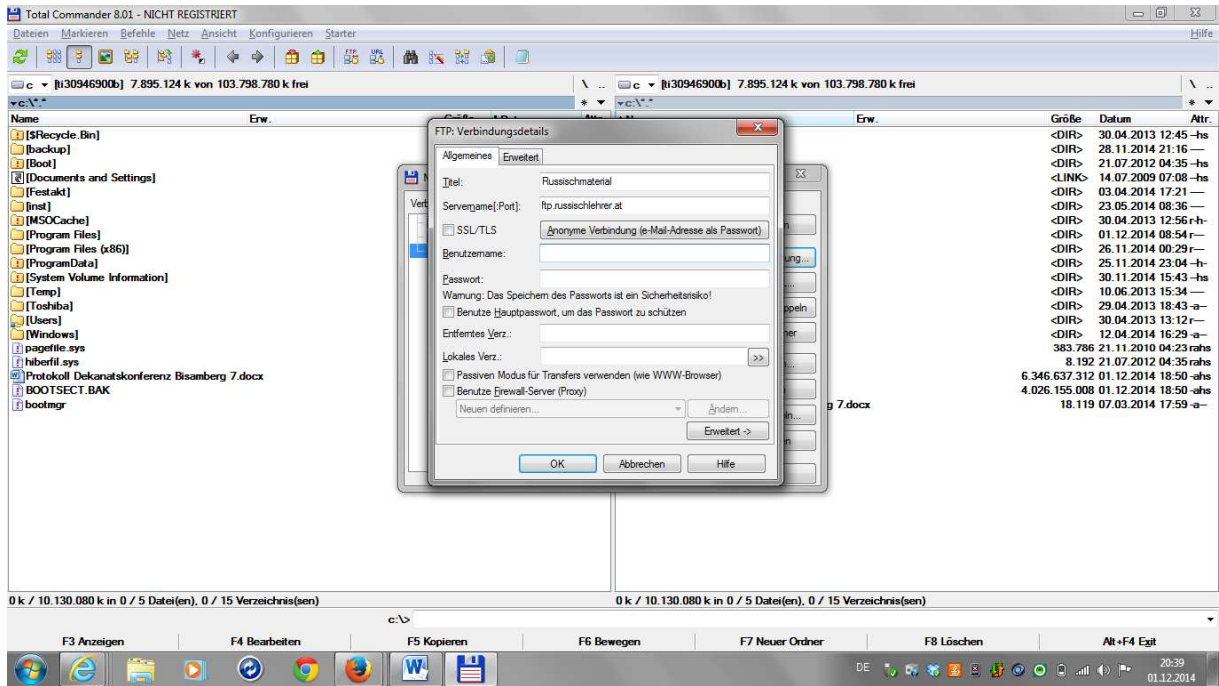 Total Commander 8.01 - NICHT REGISTRIERT
Dateien Markieren Befehle Netz Ansicht Konfigurieren Starter
Hilfe
FTP URL
c [ti30946900b] 7.895.124 k von 103.798.780 k frei \ ..
c:\*.* * ▼
Name Erw.
[$Recycle.Bin]
[backup]
[Boot]
[Documents and Settings]
[Festakt]
[inst]
[MSOCache]
[Program Files]
[Program Files (x86)]
[ProgramData]
[System Volume Information]
[Temp]
[Toshiba]
[Users]
[Windows]
pagefile.sys
hiberfil.sys
Protokoll Dekanatskonferenz Bisamberg 7.docx
BOOTSECT.BAK
bootmgr
0 k / 10.130.080 k in 0 / 5 Datei(en), 0 / 15 Verzeichnis(sen)
FTP: Verbindungsdetails
Allgemeines Erweitert
Titel: Russischmaterial
Servername[:Port]: ftp.russischlehrer.at
SSL/TLS Anonyme Verbindung (e-Mail-Adresse als Passwort)
Benutzername:
Passwort:
Warnung: Das Speichern des Passworts ist ein Sicherheitsrisiko!
Benutze Hauptpasswort, um das Passwort zu schützen
Entferntes Verz.:
Lokales Verz.: >>
Passiven Modus für Transfers verwenden (wie WWW-Browser)
Benutze Firewall-Server (Proxy)
Neuen definieren... Ändern...
Erweitert ->
OK Abbrechen Hilfe
c [ti30946900b] 7.895.124 k von 103.798.780 k frei \ ..
c:\*.* * ▼
Erw. Größe Datum Attr.
<DIR> 30.04.2013 12:45 -hs
<DIR> 28.11.2014 21:16 ----
<DIR> 21.07.2012 04:35 -hs
<LINK> 14.07.2009 07:08 -hs
<DIR> 03.04.2014 17:21 ----
<DIR> 23.05.2014 08:36 ----
<DIR> 30.04.2013 12:56 r-h-
<DIR> 01.12.2014 08:54 r---
<DIR> 26.11.2014 00:29 r---
<DIR> 25.11.2014 23:04 --h-
<DIR> 30.11.2014 15:43 --hs
<DIR> 10.06.2013 15:34 ----
<DIR> 29.04.2013 18:43 -a--
<DIR> 30.04.2013 13:12 r---
<DIR> 12.04.2014 16:29 -a--
383.786 21.11.2010 04:23 rahs
8.192 21.07.2012 04:35 rahs
6.346.637.312 01.12.2014 18:50 -ahs
4.026.155.008 01.12.2014 18:50 -ahs
g 7.docx 18.119 07.03.2014 17:59 -a--
0 k / 10.130.080 k in 0 / 5 Datei(en), 0 / 15 Verzeichnis(sen)
c:\>
F3 Anzeigen F4 Bearbeiten F5 Kopieren F6 Bewegen F7 Neuer Ordner F8 Löschen Alt+F4 Exit
DE 20:39
01.12.2014